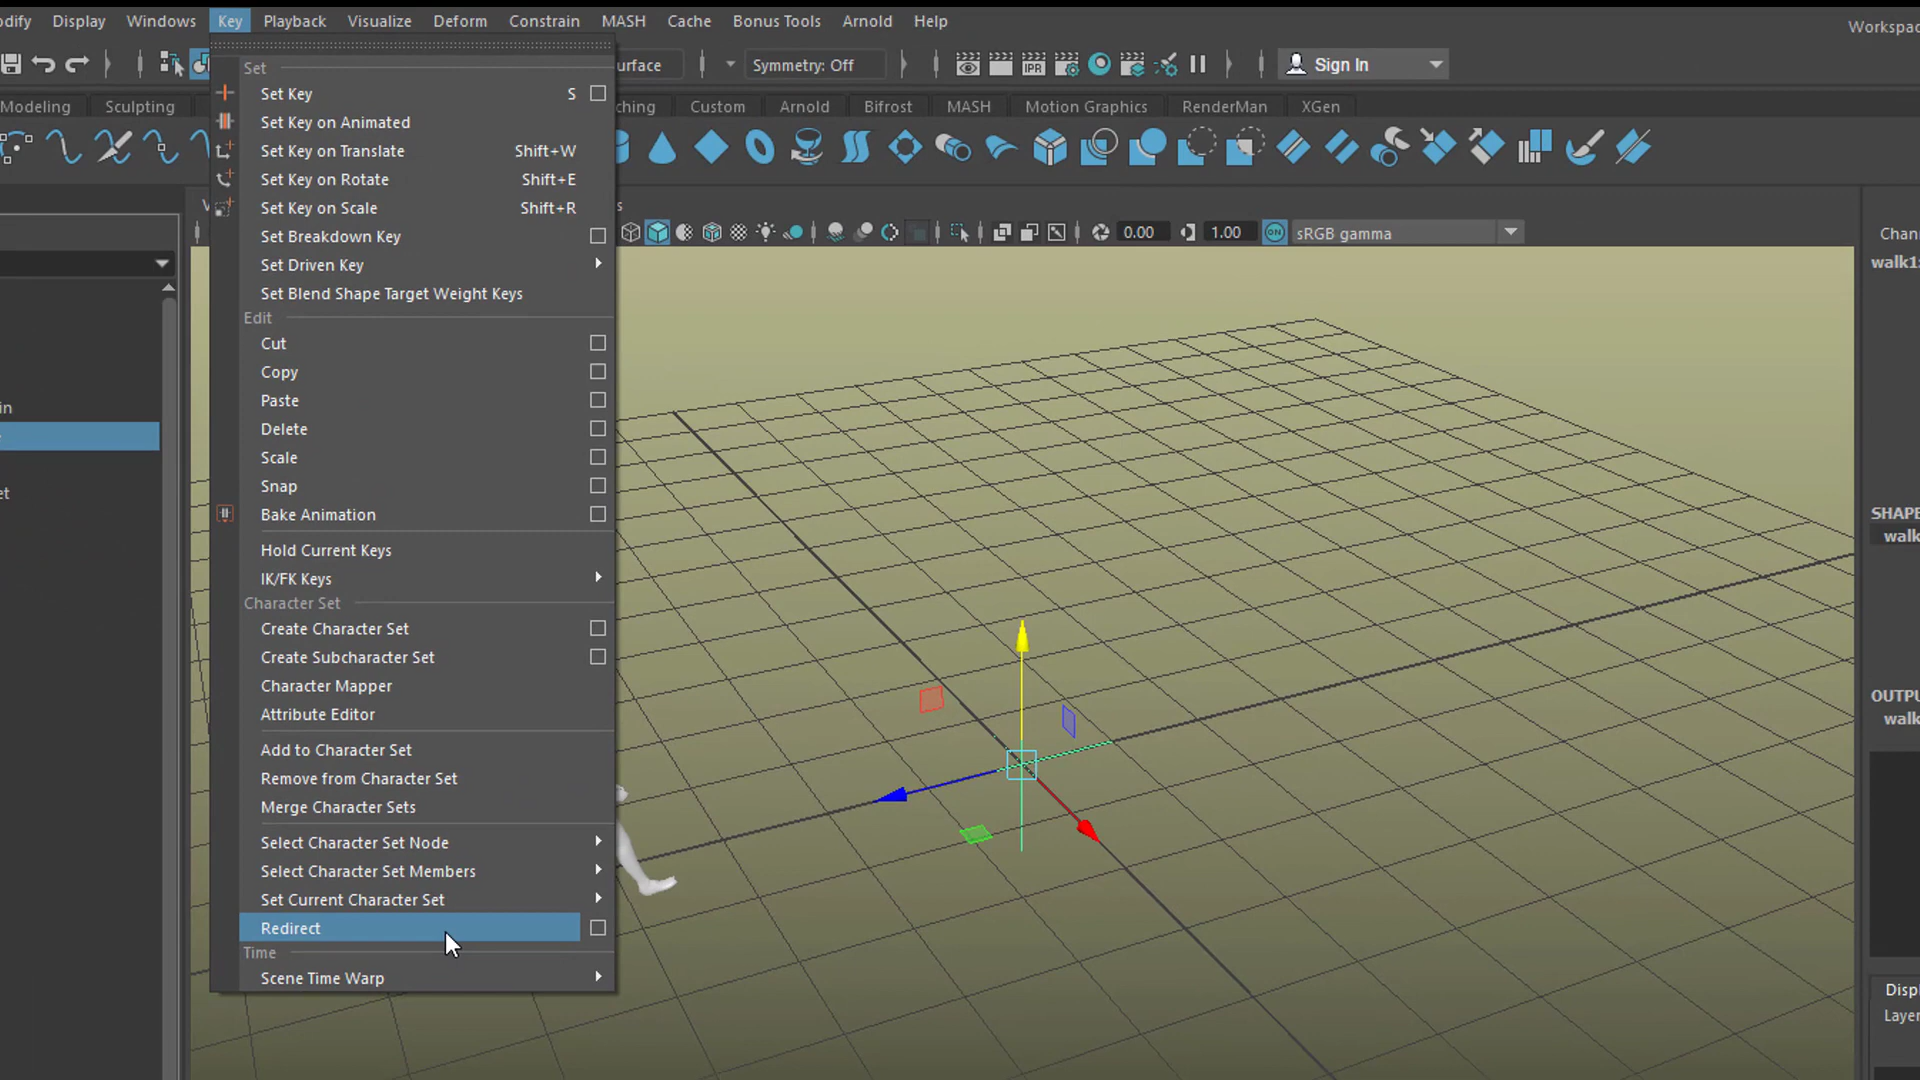 Display Windows Key Playback Visualize Deform Constrain MASH Cache Bonus Tools Arnold Help
Symmetry: Off
IPR
Sign In
Modeling Sculpting
Custom Arnold Bifrost MASH Motion Graphics RenderMan XGen
Set
Set Key S
Set Key on Animated
Set Key on Translate Shift+W
Set Key on Rotate Shift+E
Set Key on Scale Shift+R
Set Breakdown Key
Set Driven Key
Set Blend Shape Target Weight Keys
Edit
Cut
Copy
Paste
Delete
Scale
Snap
Bake Animation
Hold Current Keys
IK/FK Keys
Character Set
Create Character Set
Create Subcharacter Set
Character Mapper
Attribute Editor
Add to Character Set
Remove from Character Set
Merge Character Sets
Select Character Set Node
Select Character Set Members
Set Current Character Set
Redirect
Time
Scene Time Warp
0.00 1.00 ON sRGB gamma
Workspac
Chann
walk1:
SHAPE
walk
OUTPU
walk
Displ
Layer